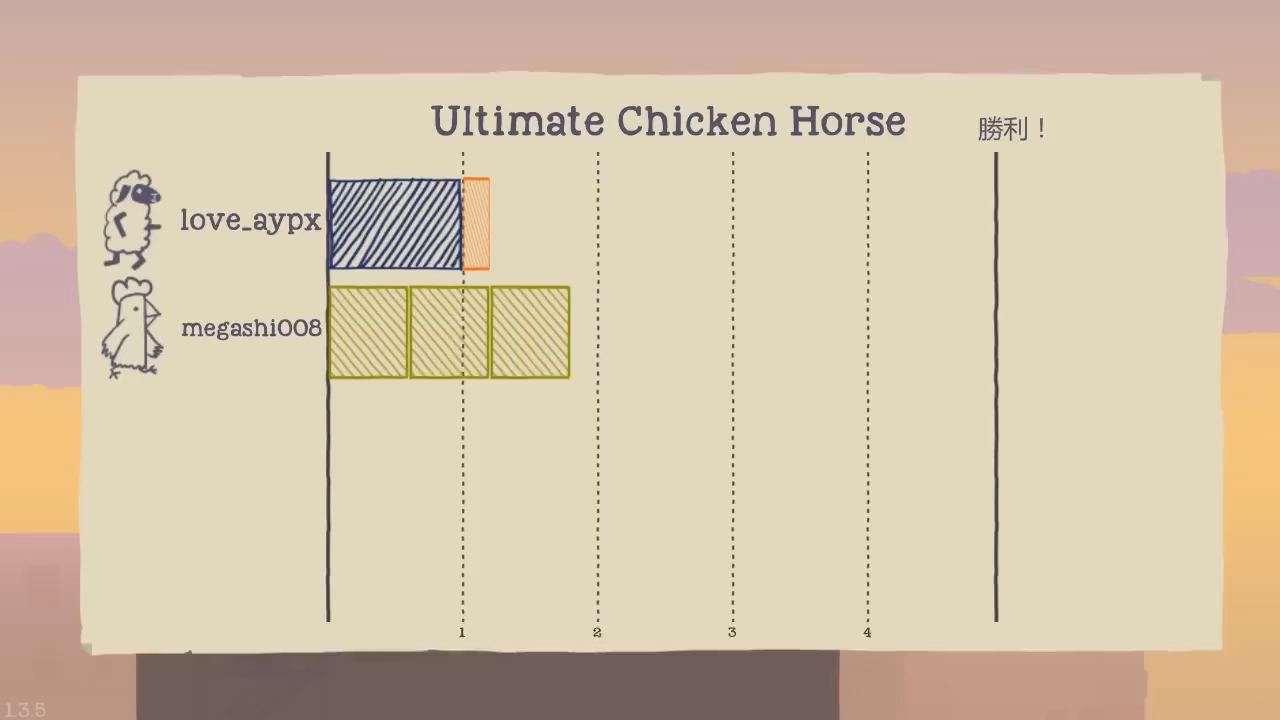 Ultimate Chicken Horse
勝利！
love_aypx
megashi008
1 2 3 4
1.3.5